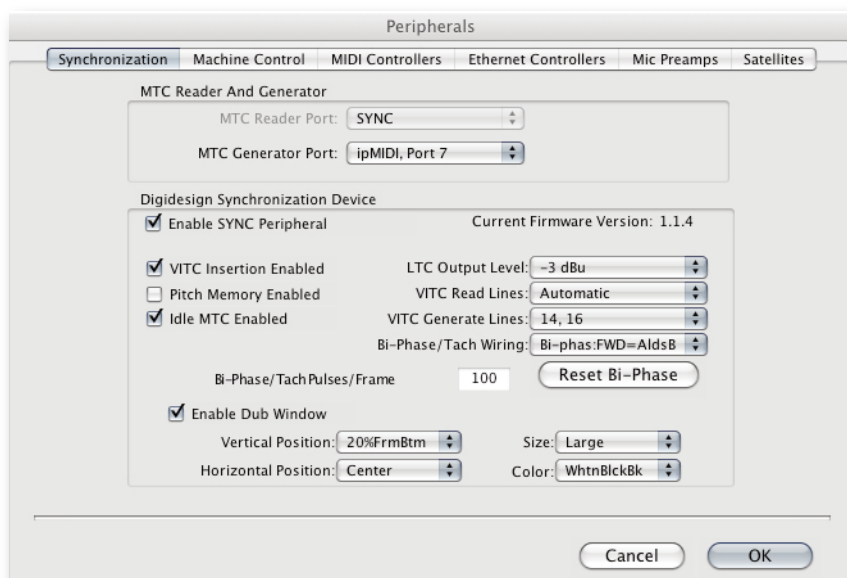 Peripherals
Synchronization Machine Control MIDI Controllers Ethernet Controllers Mic Preamps Satellites
MTC Reader And Generator
MTC Reader Port: SYNC
MTC Generator Port: ipMIDI, Port 7
Digidesign Synchronization Device
Enable SYNC Peripheral Current Firmware Version: 1.1.4
VITC Insertion Enabled LTC Output Level: -3 dBu
Pitch Memory Enabled VITC Read Lines: Automatic
Idle MTC Enabled VITC Generate Lines: 14, 16
Bi-Phase/Tach Wiring: Bi-phas:FWD=AldsB
Bi-Phase/Tach Pulses/Frame 100 Reset Bi-Phase
Enable Dub Window
Vertical Position: 20%FrmBtm Size: Large
Horizontal Position: Center Color: WhtnBlckBk
Cancel OK